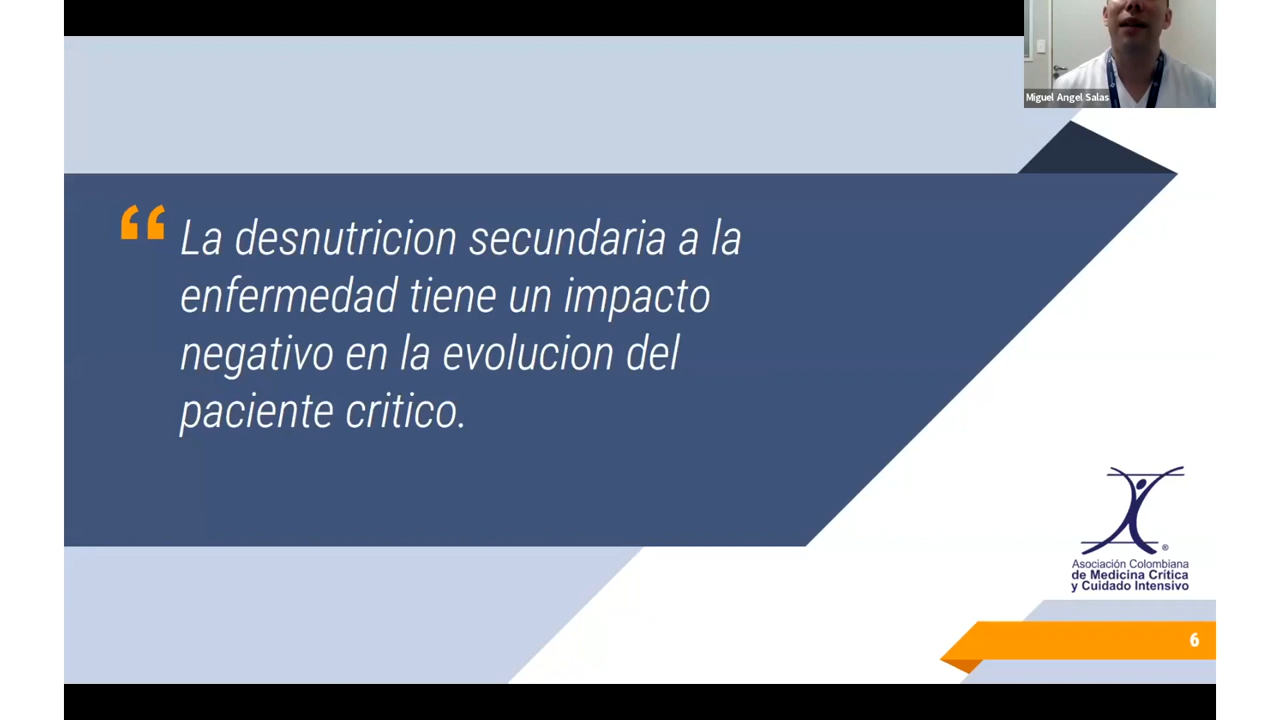 Miguel Angel Salas
“ La desnutricion secundaria a la
enfermedad tiene un impacto
negativo en la evolucion del
paciente critico.
®
Asociación Colombiana
de Medicina Crítica
y Cuidado Intensivo
6